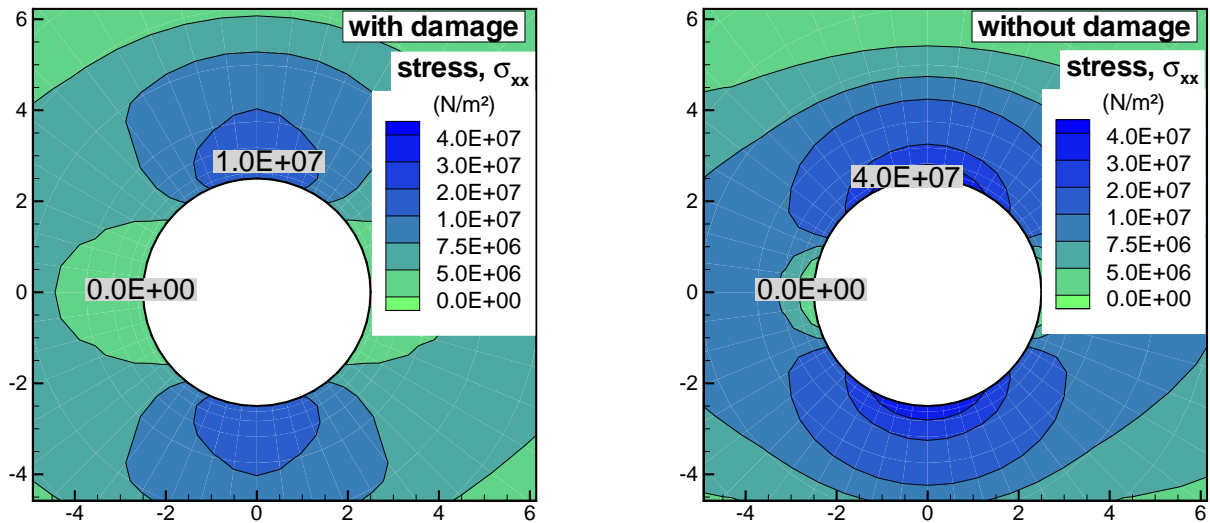 with damage
stress, σxx
(N/m²)
4.0E+07
3.0E+07
2.0E+07
1.0E+07
7.5E+06
5.0E+06
0.0E+00
1.0E+07
0.0E+00
6
4
2
0
-2
-4
-4 -2 0 2 4 6
without damage
stress, σxx
(N/m²)
4.0E+07
3.0E+07
2.0E+07
1.0E+07
7.5E+06
5.0E+06
0.0E+00
4.0E+07
0.0E+00
6
4
2
0
-2
-4
-4 -2 0 2 4 6